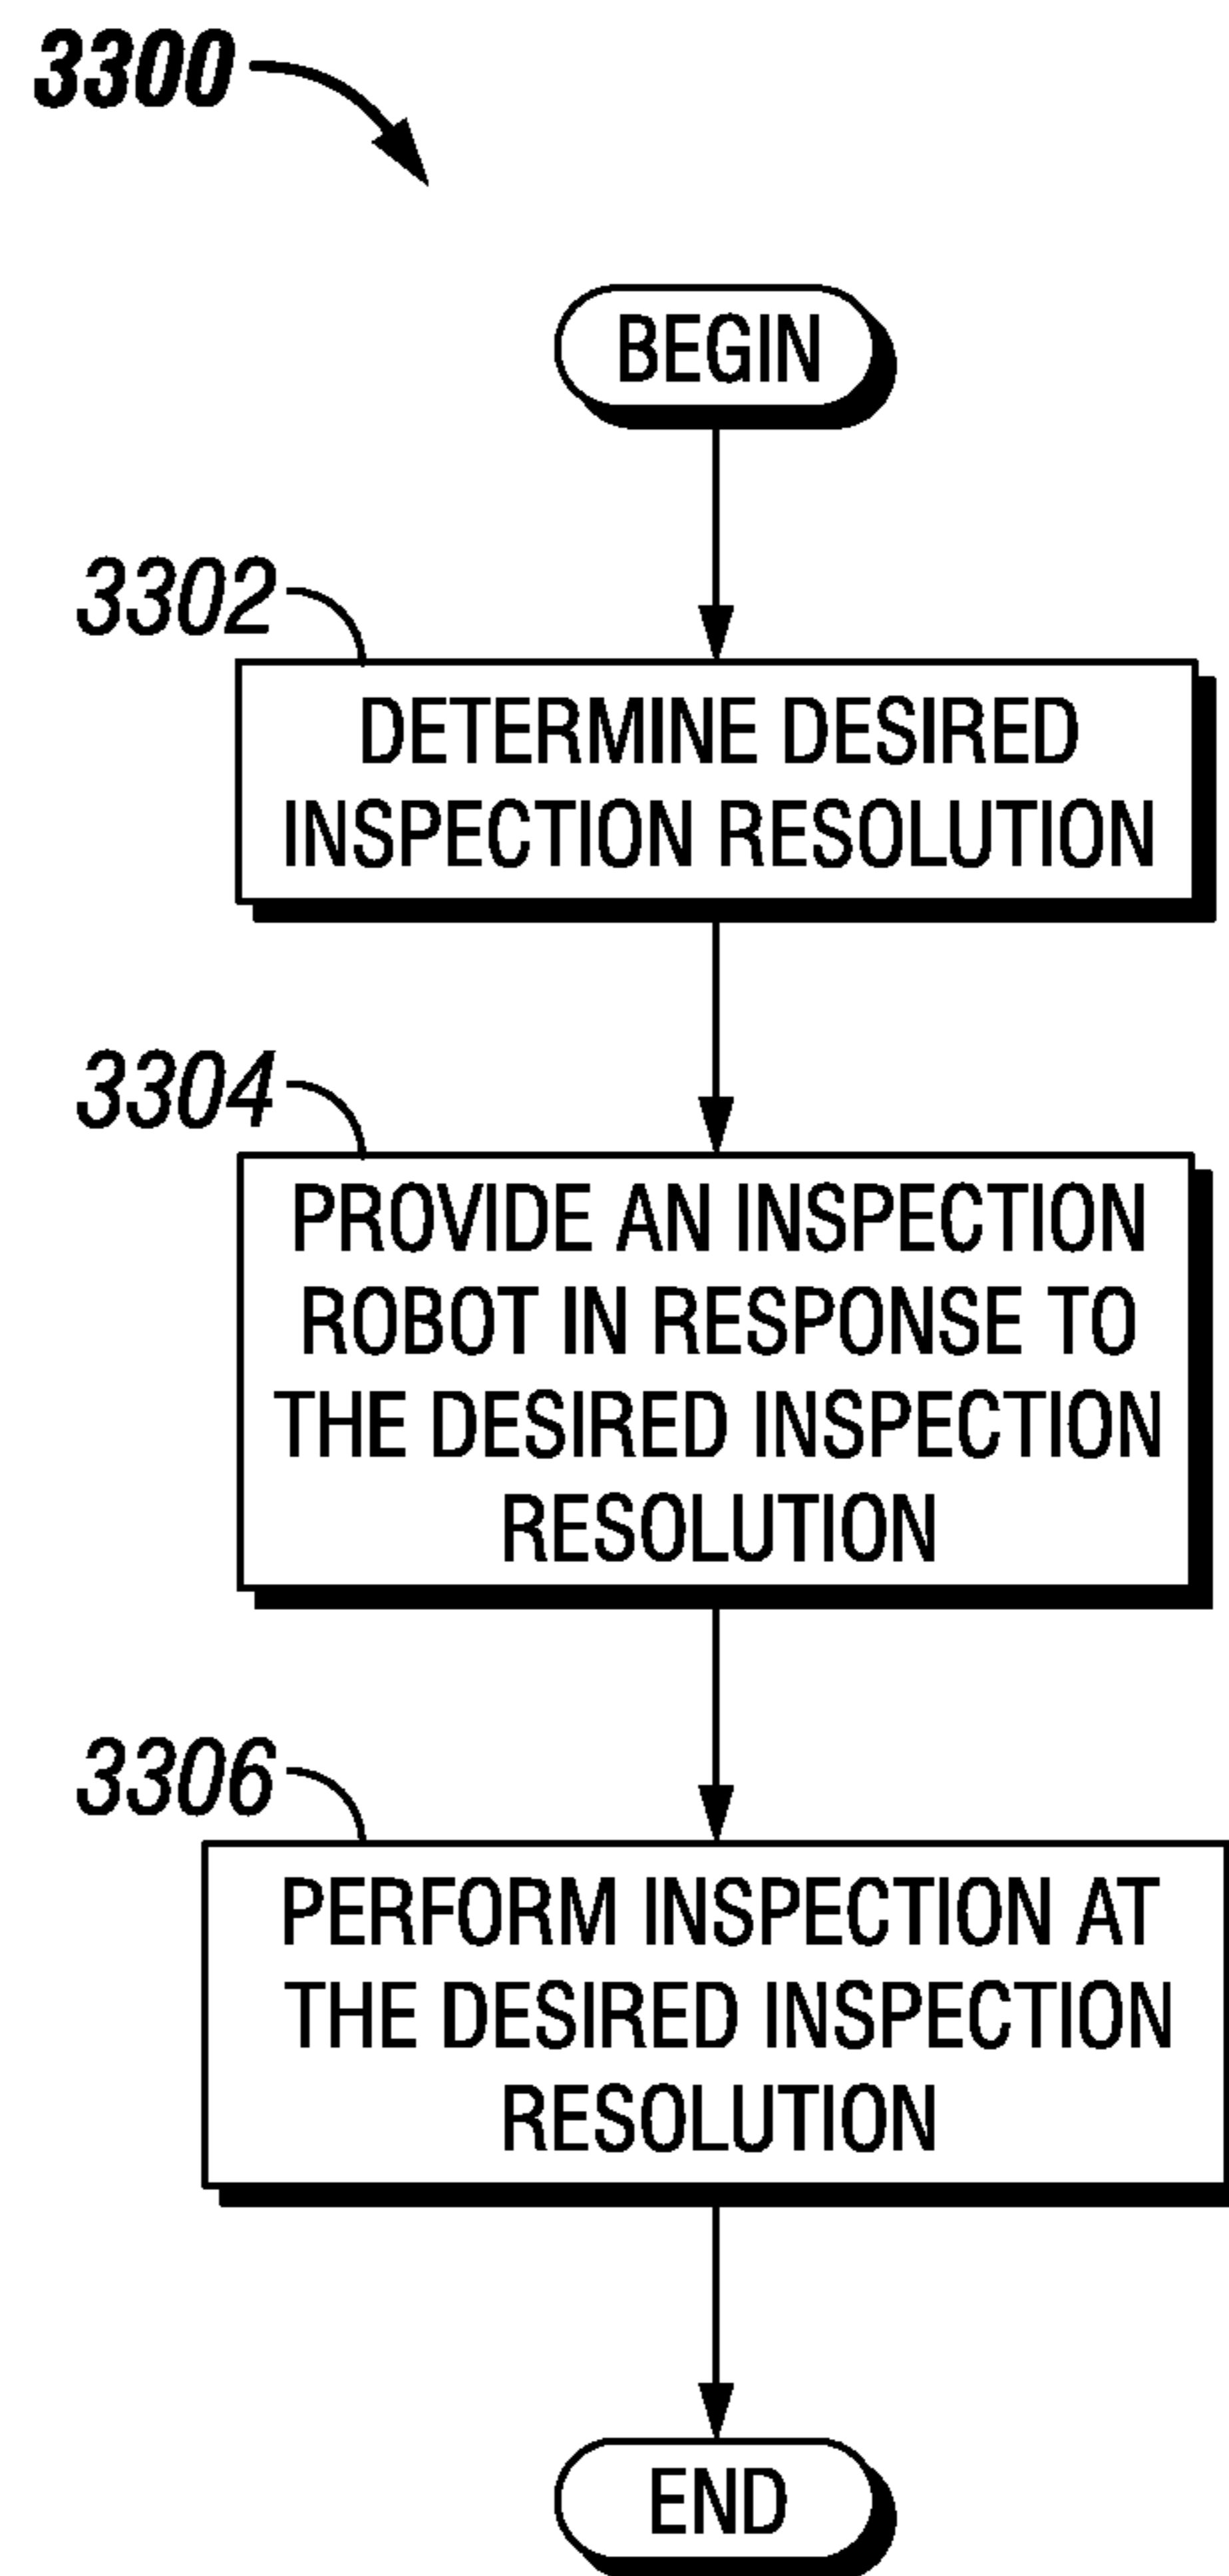 3300
BEGIN
3302
DETERMINE DESIRED
INSPECTION RESOLUTION
3304
PROVIDE AN INSPECTION
ROBOT IN RESPONSE TO
THE DESIRED INSPECTION
RESOLUTION
3306
PERFORM INSPECTION AT
THE DESIRED INSPECTION
RESOLUTION
END